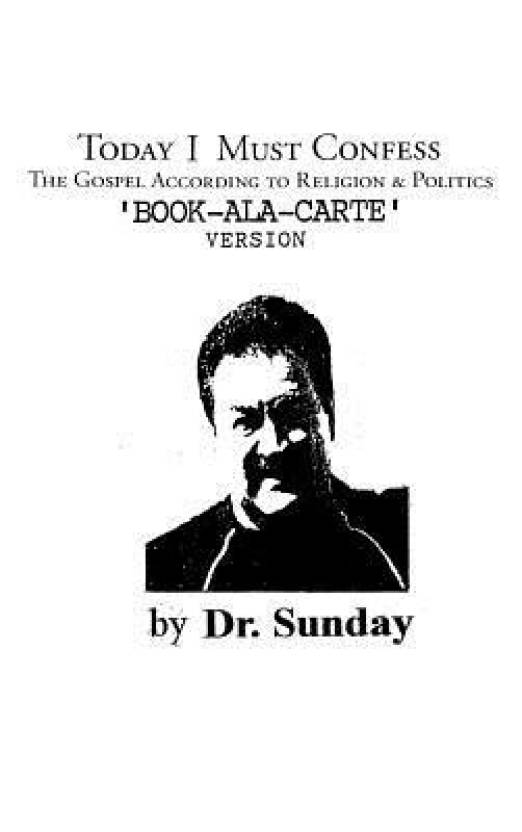 Today I Must Confess
The Gospel According to Religion & Politics
'BOOK-ALA-CARTE'
VERSION
by Dr. Sunday